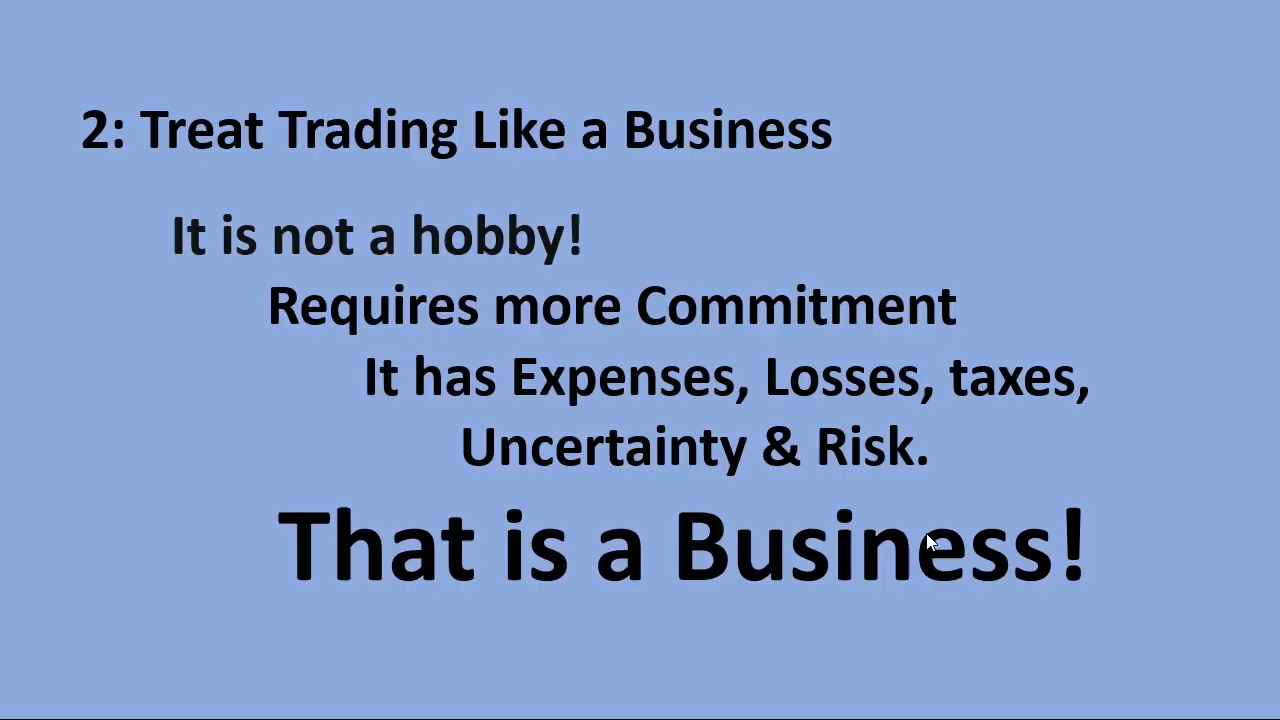 2: Treat Trading Like a Business
It is not a hobby!
Requires more Commitment
It has Expenses, Losses, taxes,
Uncertainty & Risk.
That is a Business!